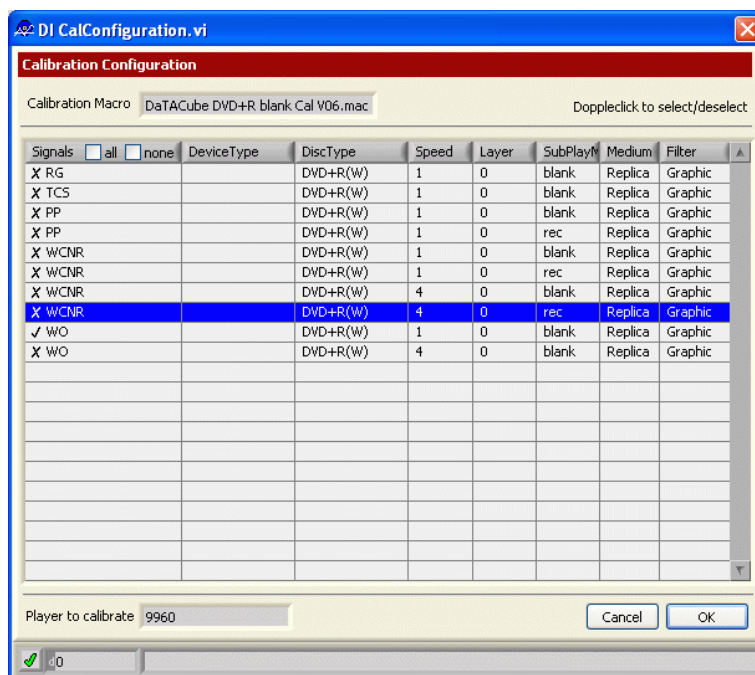 DI CalConfiguration.vi
Calibration Configuration
Calibration Macro DaTACube DVD+R blank Cal V06.mac Doppleclick to select/deselect
Signals all none DeviceType DiscType Speed Layer SubPlayM Medium Filter
✗ RG DVD+R(W) 1 0 blank Replica Graphic
✗ TCS DVD+R(W) 1 0 blank Replica Graphic
✗ PP DVD+R(W) 1 0 blank Replica Graphic
✗ PP DVD+R(W) 1 0 rec Replica Graphic
✗ WCNR DVD+R(W) 1 0 blank Replica Graphic
✗ WCNR DVD+R(W) 1 0 rec Replica Graphic
✗ WCNR DVD+R(W) 4 0 blank Replica Graphic
✗ WCNR DVD+R(W) 4 0 rec Replica Graphic
✓ WO DVD+R(W) 1 0 blank Replica Graphic
✗ WO DVD+R(W) 4 0 blank Replica Graphic
Player to calibrate 9960 Cancel OK
d0